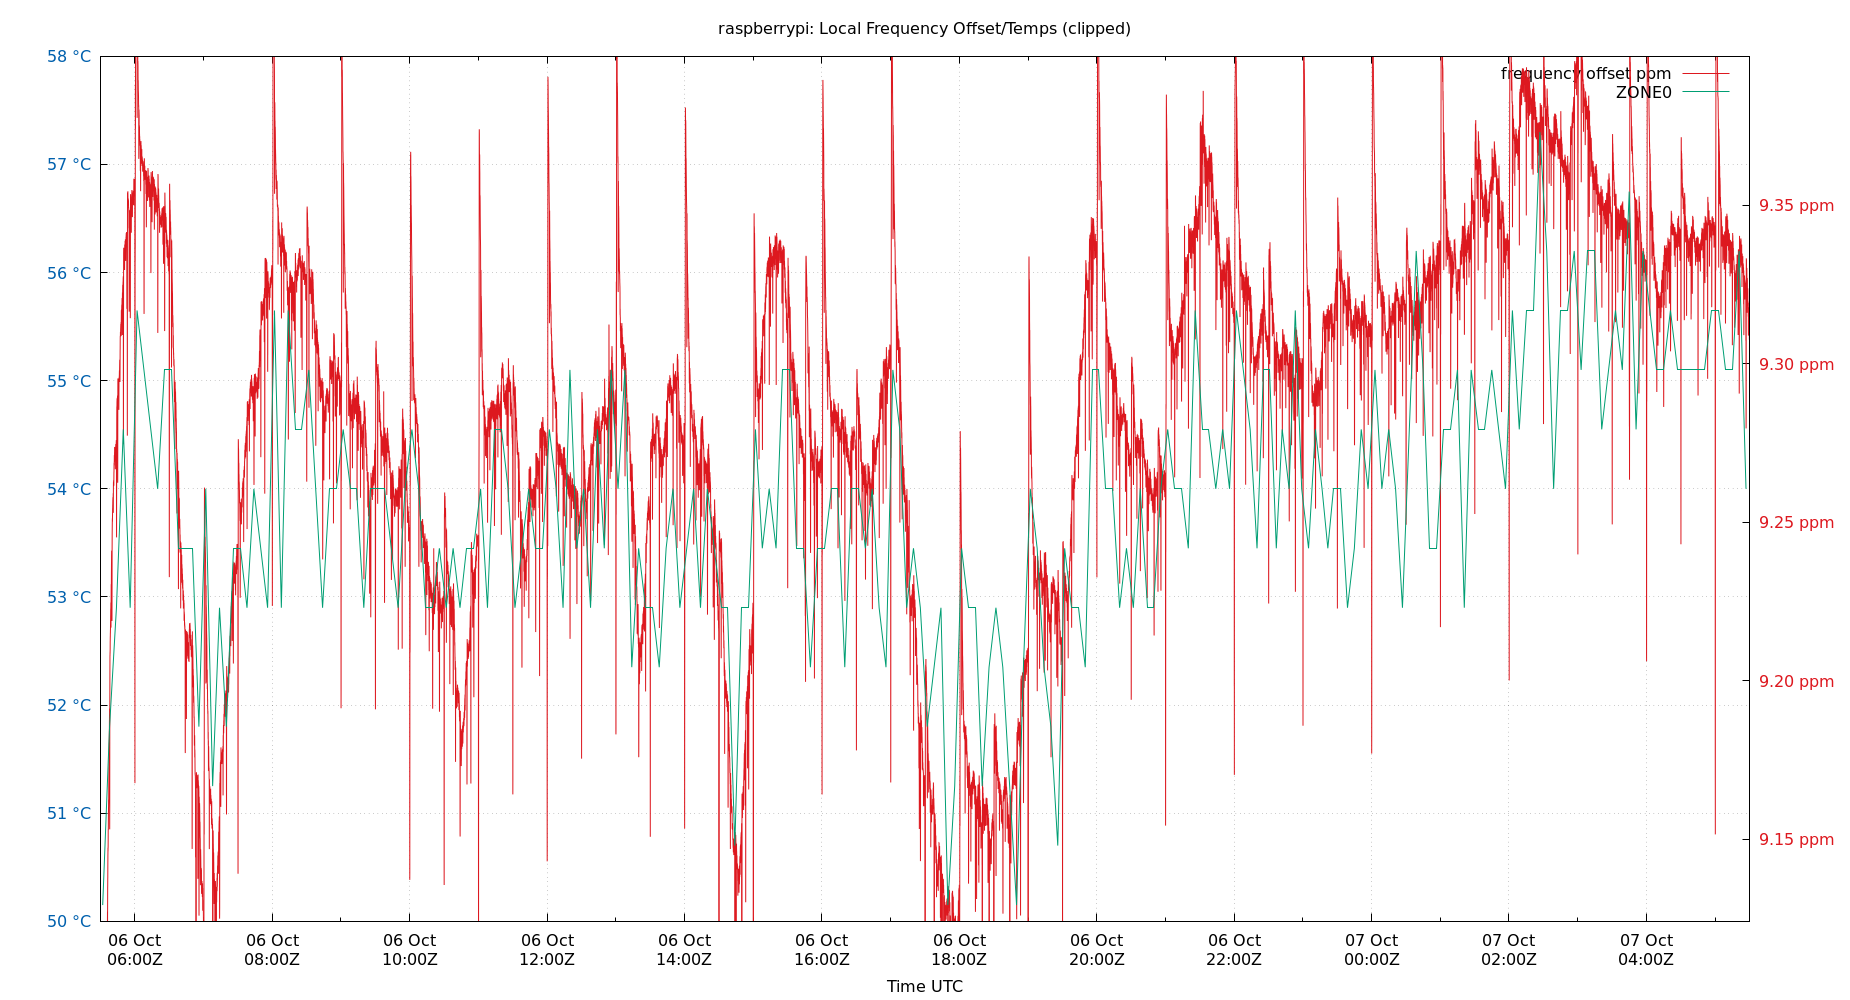 raspberrypi: Local Frequency Offset/Temps (clipped)
58 °C
57 °C
56 °C
55 °C
54 °C
53 °C
52 °C
51 °C
50 °C
frequency offset ppm
ZONE0
9.35 ppm
9.30 ppm
9.25 ppm
9.20 ppm
9.15 ppm
06 Oct 06 Oct 06 Oct 06 Oct 06 Oct 06 Oct 06 Oct 06 Oct 06 Oct 07 Oct 07 Oct 07 Oct
06:00Z 08:00Z 10:00Z 12:00Z 14:00Z 16:00Z 18:00Z 20:00Z 22:00Z 00:00Z 02:00Z 04:00Z
Time UTC